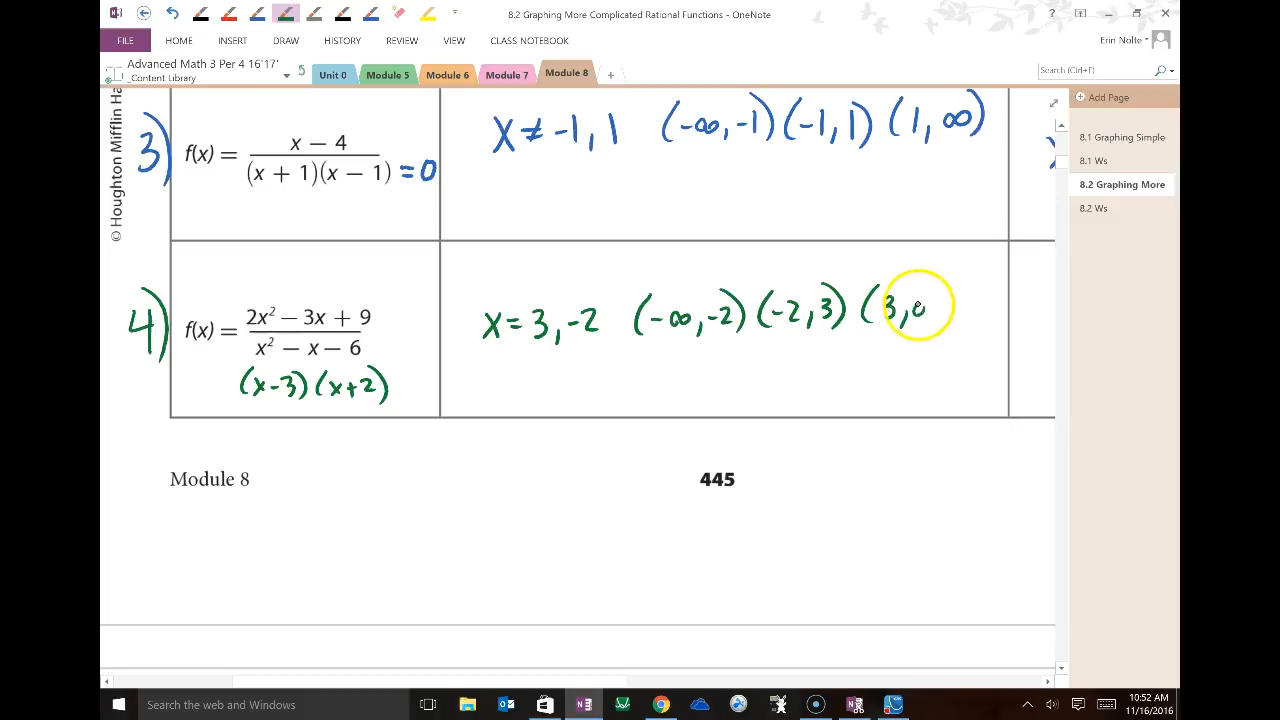 8.2 Graphing More Complicated Rational Functions - OneNote
FILE HOME INSERT DRAW HISTORY REVIEW VIEW CLASS NOTEBOOK
Erin Nolte
Advanced Math 3 Per 4 16'17'
_Content Library
Unit 0 Module 5 Module 6 Module 7 Module 8 +
Search (Ctrl+E)
Add Page
8.1 Graphing Simple
8.1 Ws
8.2 Graphing More
8.2 Ws
© Houghton Mifflin Ha
3) f(x) = x − 4 / (x + 1)(x − 1) = 0 x ≠ -1, 1 (-∞, -1) (-1, 1) (1, ∞)
4) f(x) = 2x² − 3x + 9 / x² − x − 6 x = 3, -2 (-∞, -2) (-2, 3) (3,
(x-3)(x+2)
Module 8 445
Search the web and Windows
10:52 AM
11/16/2016